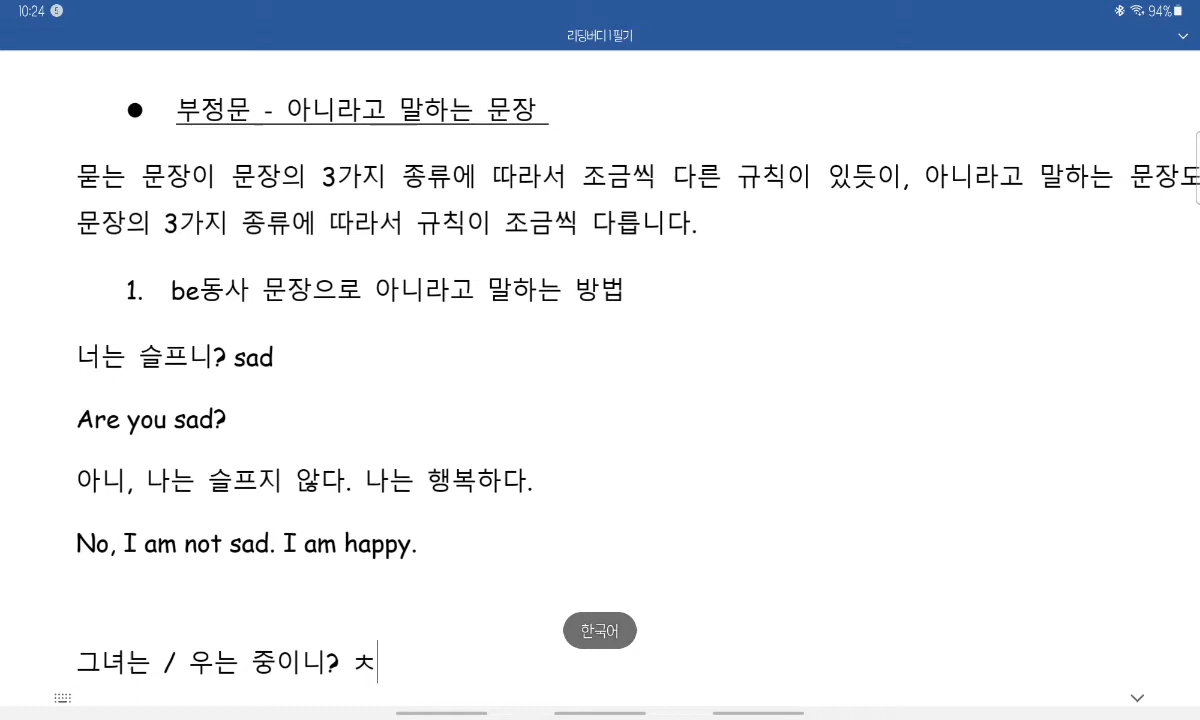 10:24
94%
리딩버디 1 필기
● 부정문 - 아니라고 말하는 문장
묻는 문장이 문장의 3가지 종류에 따라서 조금씩 다른 규칙이 있듯이, 아니라고 말하는 문장도
문장의 3가지 종류에 따라서 규칙이 조금씩 다릅니다.
1. be동사 문장으로 아니라고 말하는 방법
너는 슬프니? sad
Are you sad?
아니, 나는 슬프지 않다. 나는 행복하다.
No, I am not sad. I am happy.
한국어
그녀는 / 우는 중이니? ㅊ